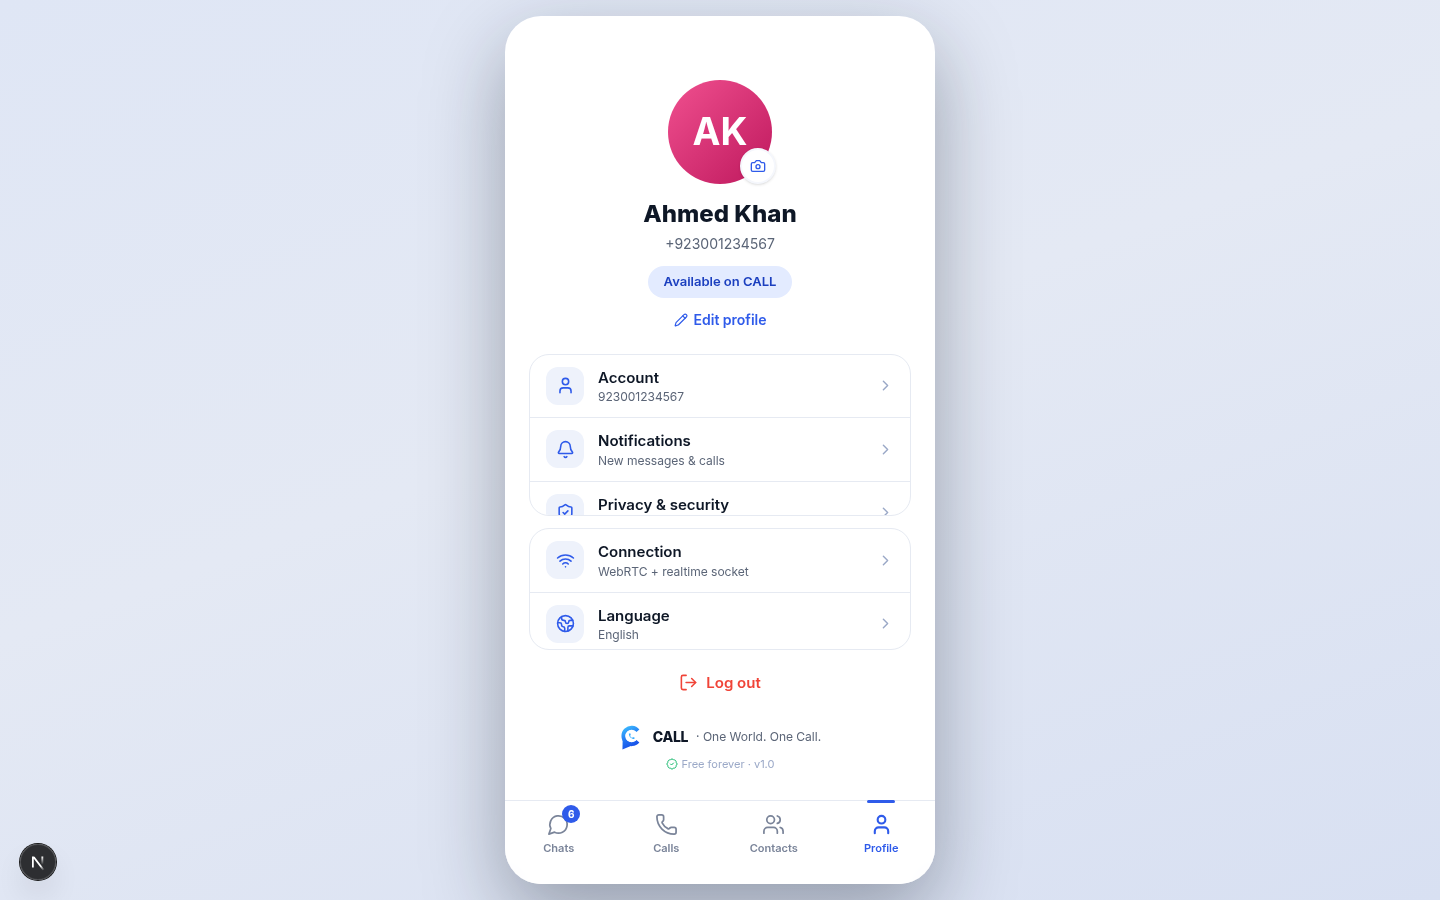 AK
Ahmed Khan
+923001234567
Available on CALL
Edit profile
Account
923001234567
Notifications
New messages & calls
Privacy & security
Connection
WebRTC + realtime socket
Language
English
Log out
CALL · One World. One Call.
Free forever · v1.0
6
Chats
Calls
Contacts
Profile
N